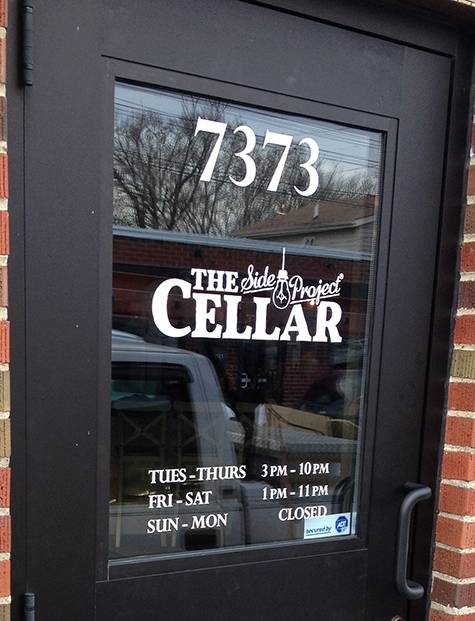 7373
THE Side Project
CELLAR
TUES - THURS 3 PM - 10 PM
FRI - SAT 1 PM - 11 PM
SUN - MON CLOSED
secured by ADT